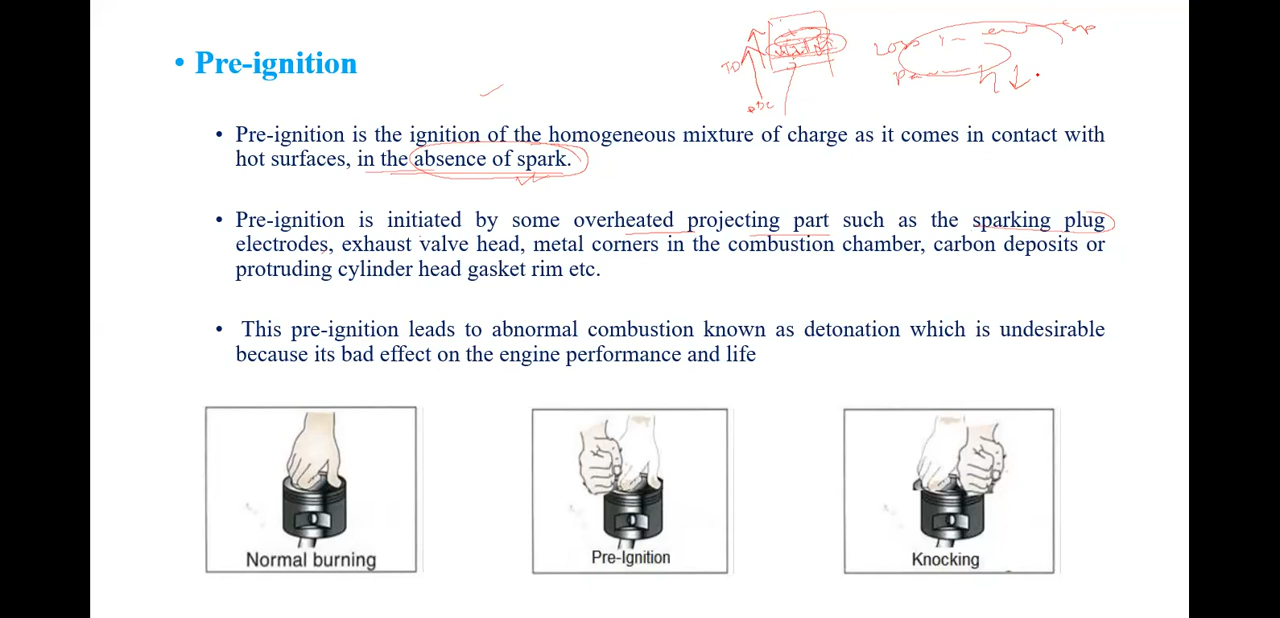 • Pre-ignition
• Pre-ignition is the ignition of the homogeneous mixture of charge as it comes in contact with
hot surfaces, in the absence of spark.
• Pre-ignition is initiated by some overheated projecting part such as the sparking plug
electrodes, exhaust valve head, metal corners in the combustion chamber, carbon deposits or
protruding cylinder head gasket rim etc.
• This pre-ignition leads to abnormal combustion known as detonation which is undesirable
because its bad effect on the engine performance and life
Normal burning
Pre-Ignition
Knocking